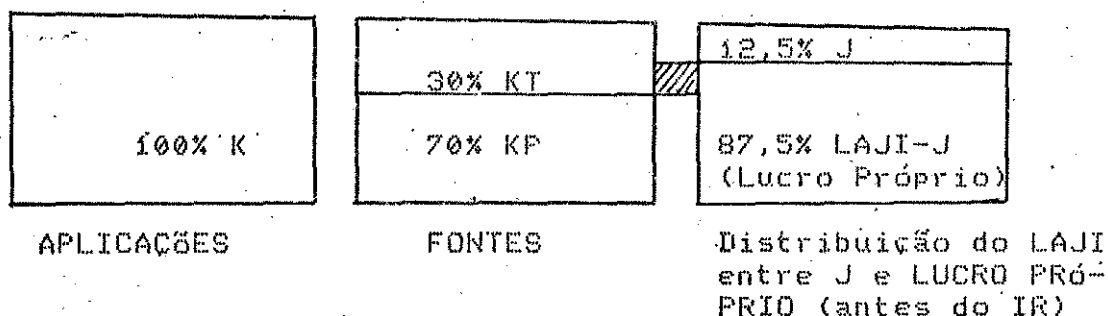 100% K
30% KT
70% KP
12,5% J
87,5% LAJI-J
(Lucro Próprio)
APLICAÇÕES
FONTES
Distribuição do LAJI
entre J e LUCRO PRÓ-
PRIO (antes do IR)